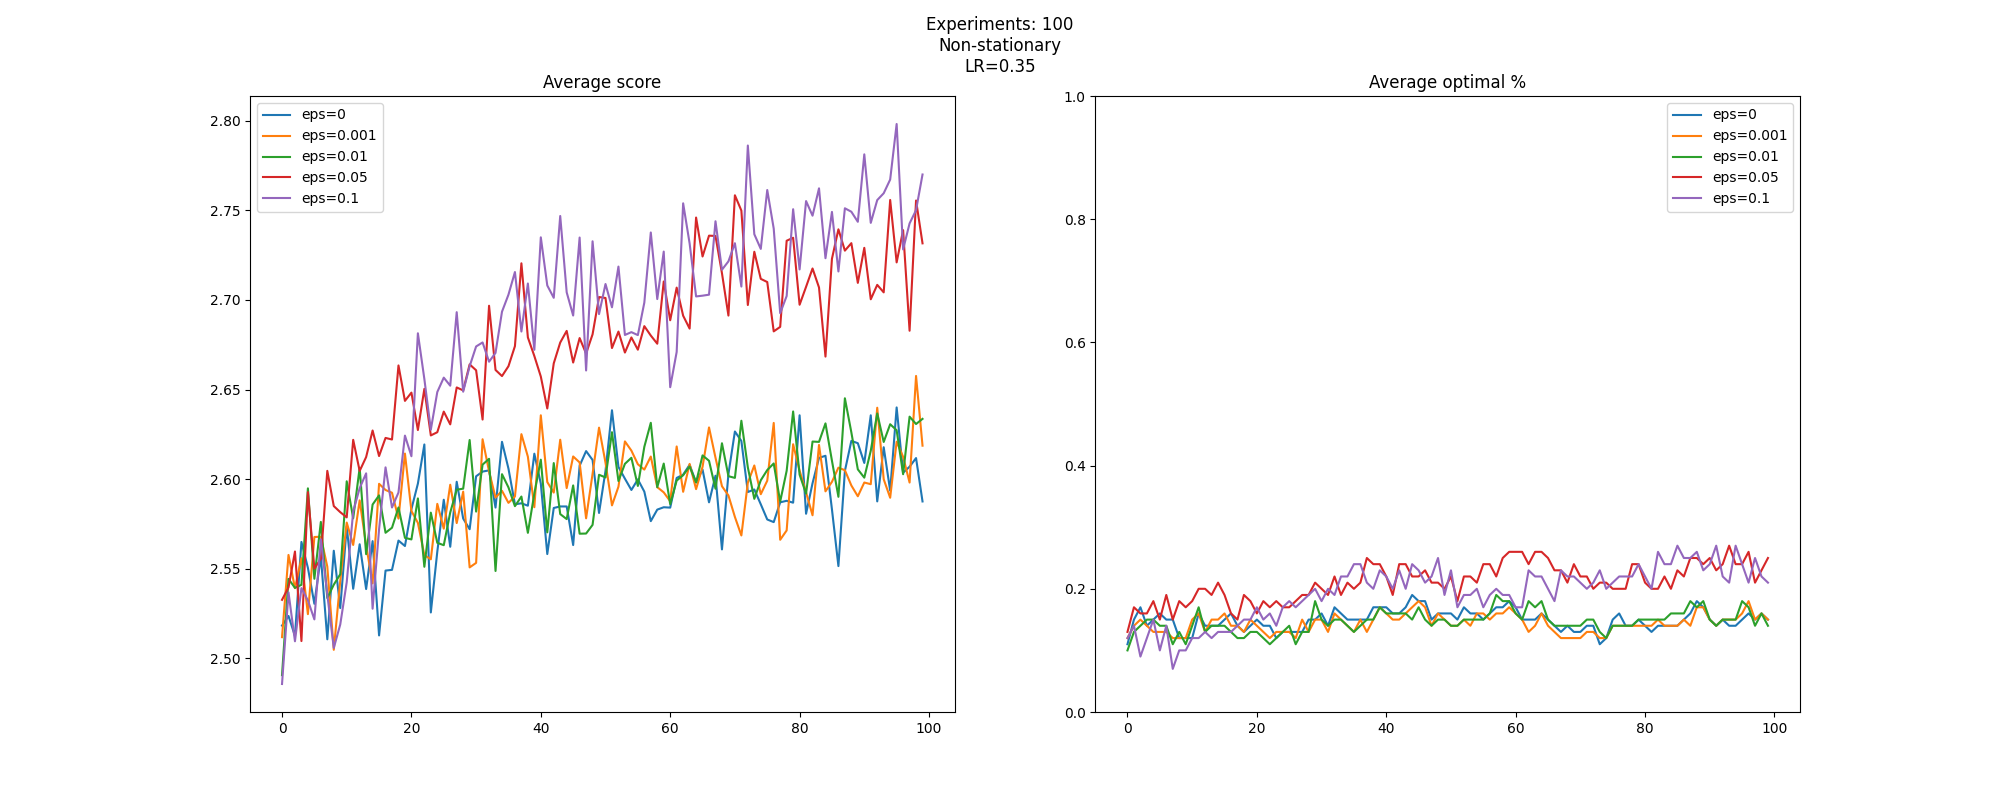 Experiments: 100
Non-stationary
LR=0.35
Average score
eps=0
eps=0.001
eps=0.01
eps=0.05
eps=0.1
2.80
2.75
2.70
2.65
2.60
2.55
2.50
0 20 40 60 80 100
Average optimal %
eps=0
eps=0.001
eps=0.01
eps=0.05
eps=0.1
1.0
0.8
0.6
0.4
0.2
0.0
0 20 40 60 80 100